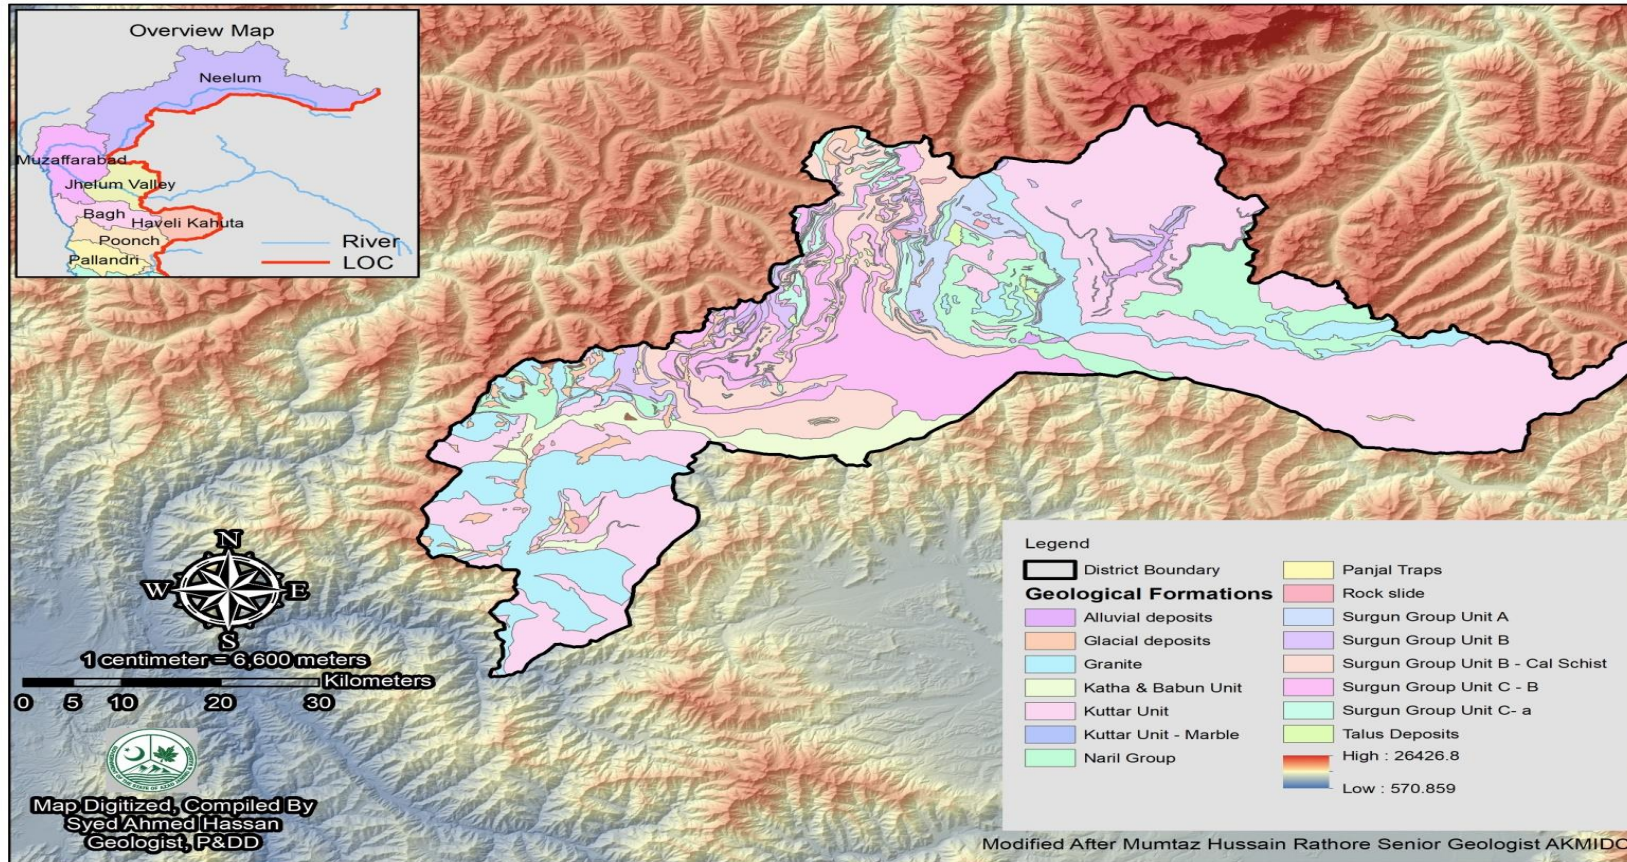 Overview Map
Neelum
Muzaffarabad
Jhelum Valley
Bagh
Haveli Kahuta
Poonch
Pallandri
River
LOC
N
W
E
S
1 centimeter = 6,600 meters
Kilometers
0 5 10 20 30
Map Digitized, Compiled By
Syed Ahmed Hassan
Geologist, P&DD
Legend
District Boundary
Geological Formations
Alluvial deposits
Glacial deposits
Granite
Katha & Babun Unit
Kuttar Unit
Kuttar Unit - Marble
Naril Group
Panjal Traps
Rock slide
Surgun Group Unit A
Surgun Group Unit B
Surgun Group Unit B - Cal Schist
Surgun Group Unit C - B
Surgun Group Unit C- a
Talus Deposits
High : 26426.8
Low : 570.859
Modified After Mumtaz Hussain Rathore Senior Geologist AKMIDC